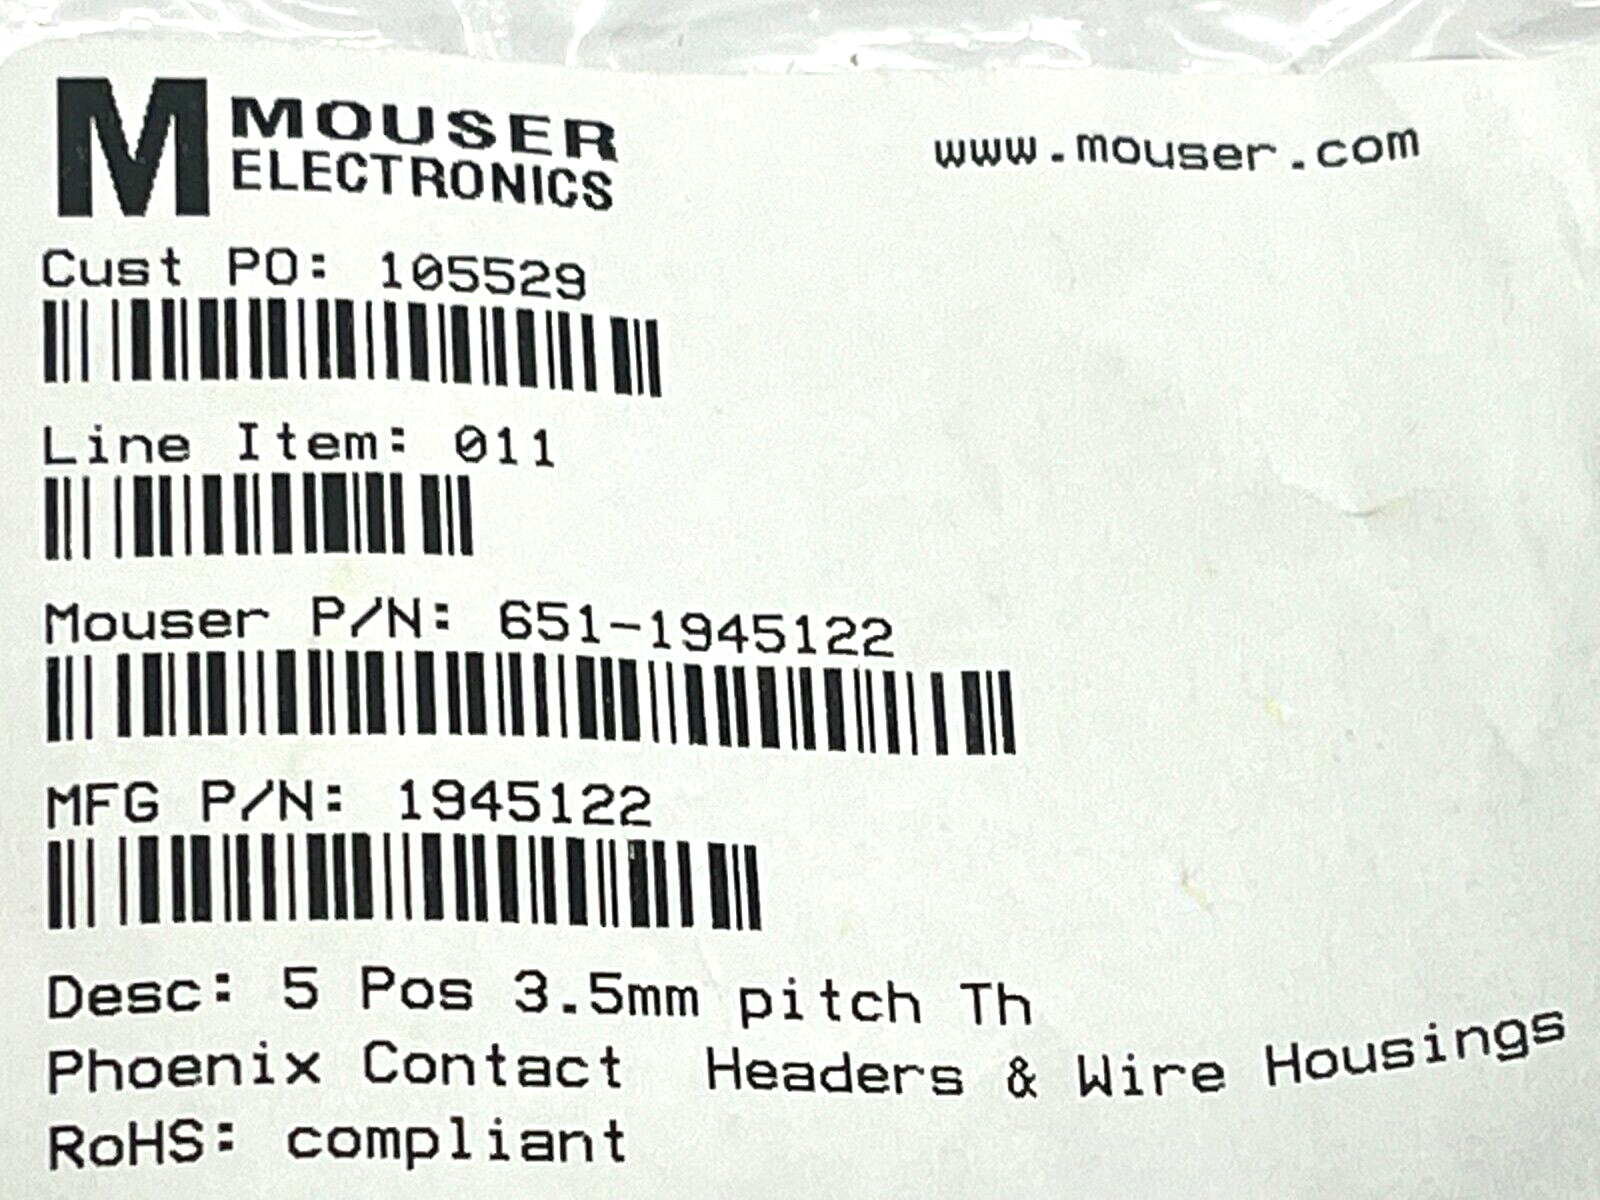 M MOUSER
ELECTRONICS
www.mouser.com
Cust PO: 105529
Line Item: 011
Mouser P/N: 651-1945122
MFG P/N: 1945122
Desc: 5 Pos 3.5mm pitch Th
Phoenix Contact Headers & Wire Housings
RoHS: compliant